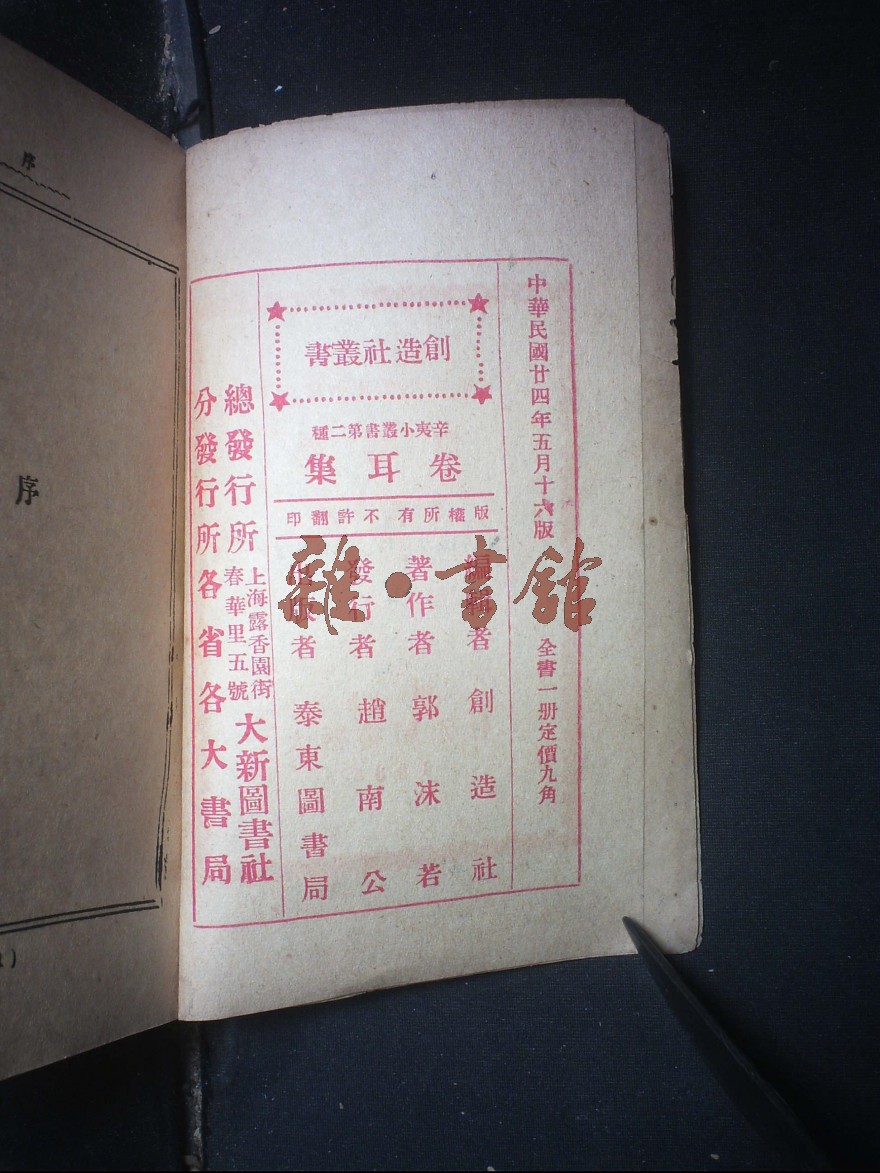 中華民國廿四年五月十六版 全書一册定價九角
創造社叢書
辛夷小叢書第二種
卷耳集
版權所有 不許翻印
編輯者 創造社
著作者 郭沫若
發行者 趙南公
出版者 泰東圖書局
總發行所 上海露香園街春華里五號 大新圖書社
分發行所 各省各大書局
雜·書館
序
序